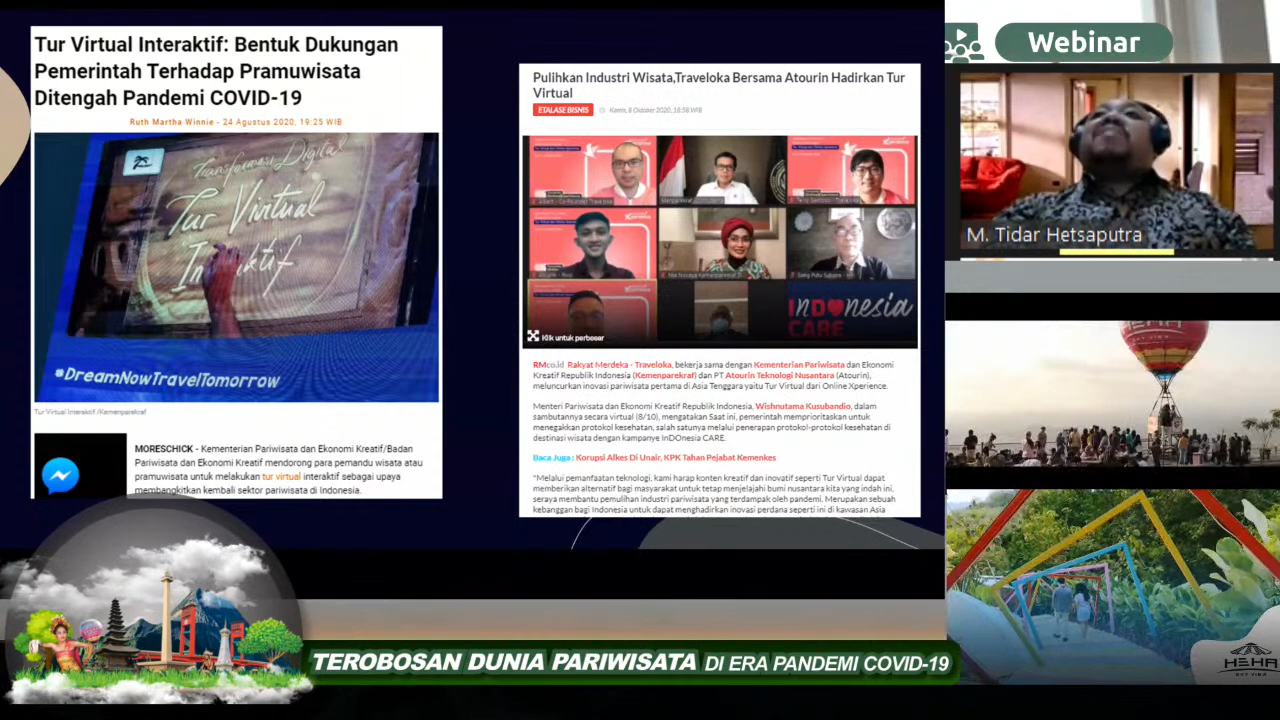 Tur Virtual Interaktif: Bentuk Dukungan
Pemerintah Terhadap Pramuwisata
Ditengah Pandemi COVID-19
Ruth Martha Winnie - 24 Agustus 2020, 19:25 WIB
Transformasi Digital
Tur Virtual
Interaktif
#DreamNowTravelTomorrow
Tur Virtual Interaktif /Kemenparekraf
MORESCHICK - Kementerian Pariwisata dan Ekonomi Kreatif/Badan
Pariwisata dan Ekonomi Kreatif mendorong para pemandu wisata atau
pramuwisata untuk melakukan tur virtual interaktif sebagai upaya
membangkitkan kembali sektor pariwisata di Indonesia.
Pulihkan Industri Wisata,Traveloka Bersama Atourin Hadirkan Tur
Virtual
ETALASE BISNIS
Kamis, 8 Oktober 2020, 18:58 WIB
INDONESIA
CARE
Klik untuk perbesar
RMco.id Rakyat Merdeka - Traveloka, bekerja sama dengan Kementerian Pariwisata dan Ekonomi
Kreatif Republik Indonesia (Kemenparekraf) dan PT Atourin Teknologi Nusantara (Atourin),
meluncurkan inovasi pariwisata pertama di Asia Tenggara yaitu Tur Virtual dari Online Xperience.
Menteri Pariwisata dan Ekonomi Kreatif Republik Indonesia, Wishnutama Kusubandio, dalam
sambutannya secara virtual (8/10), mengatakan Saat ini, pemerintah memprioritaskan untuk
menegakkan protokol kesehatan, salah satunya melalui penerapan protokol-protokol kesehatan di
destinasi wisata dengan kampanye InDOnesia CARE.
Baca Juga : Korupsi Alkes Di Unair, KPK Tahan Pejabat Kemenkes
"Melalui pemanfaatan teknologi, kami harap konten kreatif dan inovatif seperti Tur Virtual dapat
memberikan alternatif bagi masyarakat untuk tetap menjelajahi bumi nusantara kita yang indah ini,
seraya membantu pemulihan industri pariwisata yang terdampak oleh pandemi. Merupakan sebuah
kebanggan bagi Indonesia untuk dapat menghadirkan inovasi perdana seperti ini di kawasan Asia
Webinar
M. Tidar Hetsaputra
HEHA
HEHA
SKY VIEW
TEROBOSAN DUNIA PARIWISATA DI ERA PANDEMI COVID-19